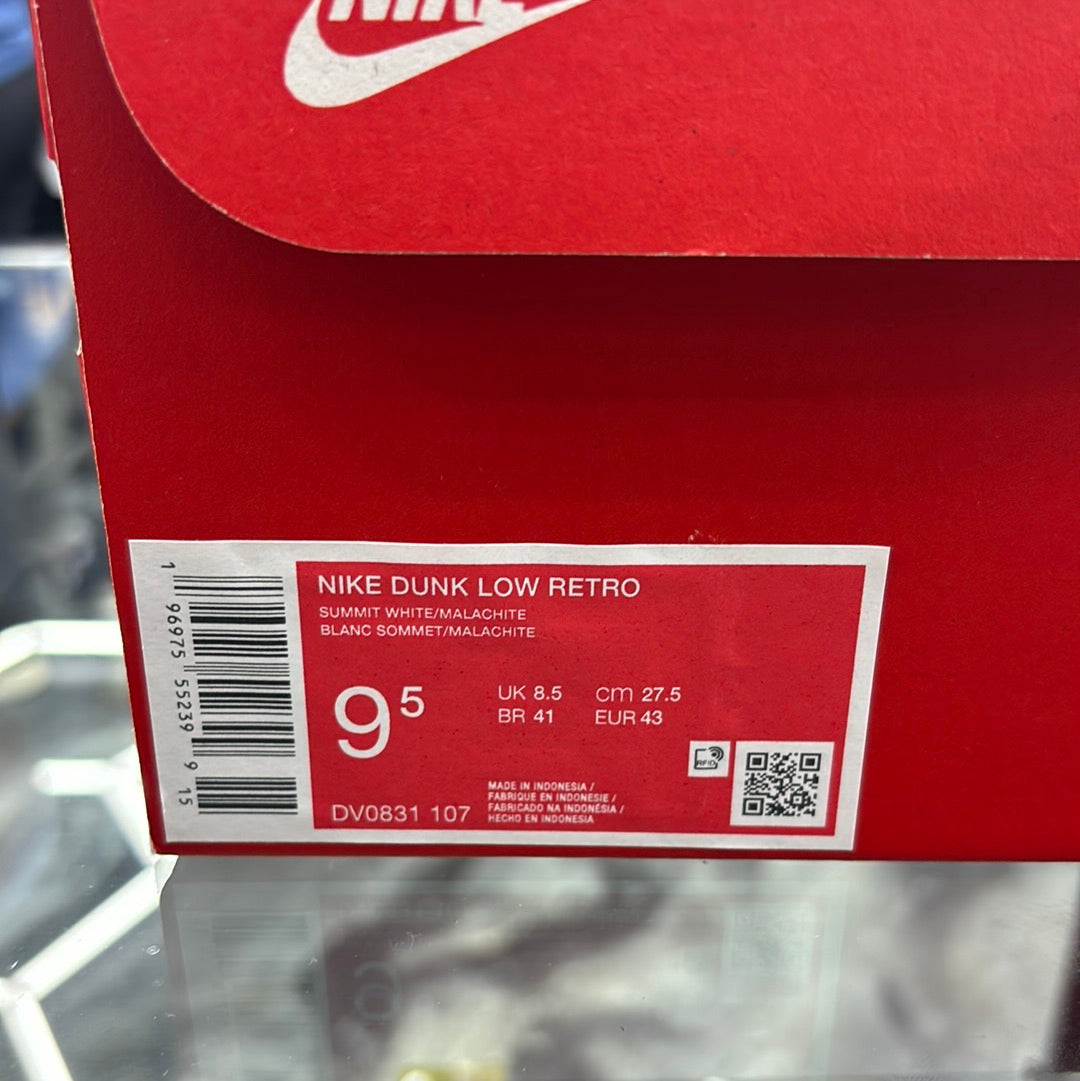 NIKE
NIKE DUNK LOW RETRO
SUMMIT WHITE/MALACHITE
BLANC SOMMET/MALACHITE
9⁵
UK 8.5 cm 27.5
BR 41 EUR 43
RFID
DV0831 107
MADE IN INDONESIA /
FABRIQUE EN INDONESIE /
FABRICADO NA INDONÉSIA /
HECHO EN INDONESIA
1 96975 55239 9 15